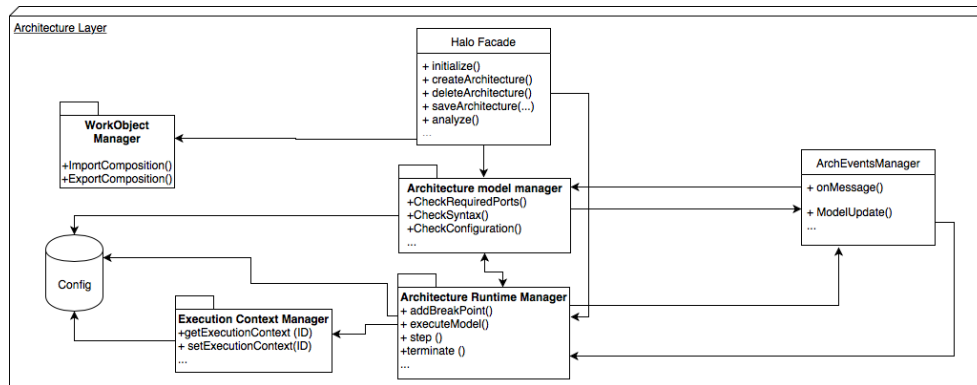 Architecture Layer
Halo Facade
+ initialize()
+ createArchitecture()
+ deleteArchitecture()
+ saveArchitecture(...)
+ analyze()
...
WorkObject
Manager
+ImportComposition()
+ExportComposition()
Architecture model manager
+CheckRequiredPorts()
+CheckSyntax()
+CheckConfiguration()
...
ArchEventsManager
+ onMessage()
+ ModelUpdate()
...
Config
Execution Context Manager
+getExecutionContext (ID)
+ setExecutionContext(ID)
...
Architecture Runtime Manager
+ addBreakPoint()
+ executeModel()
+ step ()
+terminate ()
...